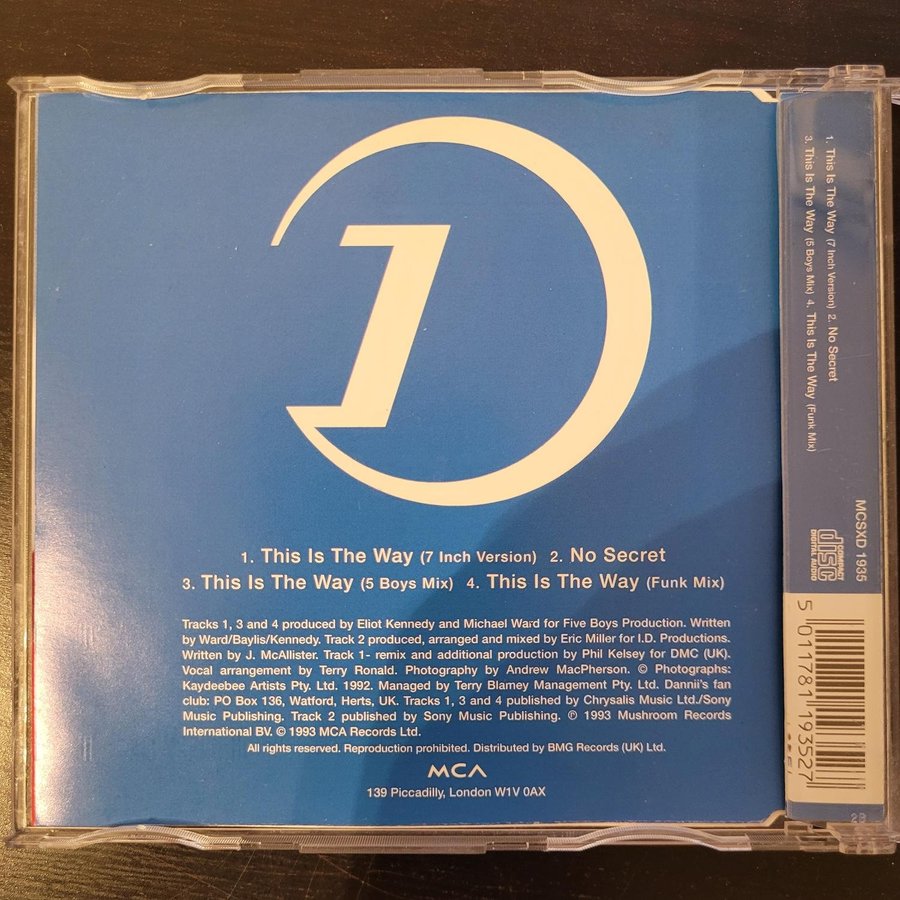 1
1. This Is The Way (7 Inch Version) 2. No Secret
3. This Is The Way (5 Boys Mix) 4. This Is The Way (Funk Mix)
Tracks 1, 3 and 4 produced by Eliot Kennedy and Michael Ward for Five Boys Production. Written
by Ward/Baylis/Kennedy. Track 2 produced, arranged and mixed by Eric Miller for I.D. Productions.
Written by J. McAllister. Track 1- remix and additional production by Phil Kelsey for DMC (UK).
Vocal arrangement by Terry Ronald. Photography by Andrew MacPherson. © Photographs:
Kaydeebee Artists Pty. Ltd. 1992. Managed by Terry Blamey Management Pty. Ltd. Dannii's fan
club: PO Box 136, Watford, Herts, UK. Tracks 1, 3 and 4 published by Chrysalis Music Ltd./Sony
Music Publishing. Track 2 published by Sony Music Publishing. ℗ 1993 Mushroom Records
International BV. © 1993 MCA Records Ltd.
All rights reserved. Reproduction prohibited. Distributed by BMG Records (UK) Ltd.
MCA
139 Piccadilly, London W1V 0AX
1. This Is The Way (7 Inch Version) 2. No Secret
3. This Is The Way (5 Boys Mix) 4. This Is The Way (Funk Mix)
MCSXD 1935
COMPACT
disc
DIGITAL AUDIO
5 011781 193527